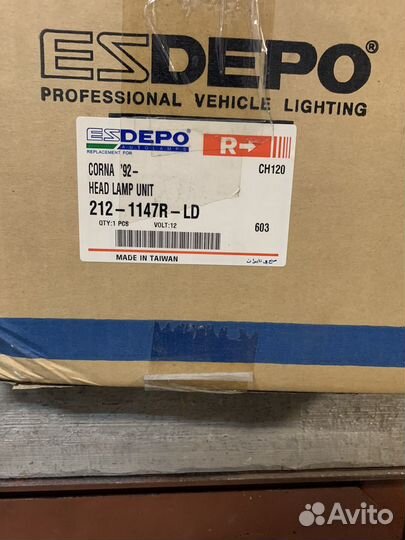 ESDEPO®
PROFESSIONAL VEHICLE LIGHTING
ESDEPO®
AUTOLAMPS
REPLACEMENT FOR
R→
CORNA '92-
CH120
HEAD LAMP UNIT
212-1147R-LD
QTY:1 PCS VOLT:12
603
MADE IN TAIWAN
Avito